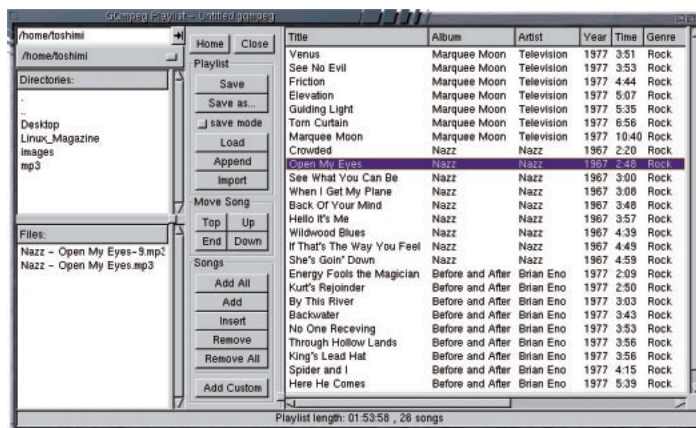 GQmpeg Playlist - Untitled.gqmpeg
/home/toshimi
/home/toshimi
Directories:
.
..
Desktop
Linux_Magazine
images
mp3
Files:
Nazz - Open My Eyes-9.mp3
Nazz - Open My Eyes.mp3
Home Close
Playlist
Save
Save as...
save mode
Load
Append
Import
Move Song
Top Up
End Down
Songs
Add All
Add
Insert
Remove
Remove All
Add Custom
Title Album Artist Year Time Genre
Venus Marquee Moon Television 1977 3:51 Rock
See No Evil Marquee Moon Television 1977 3:53 Rock
Friction Marquee Moon Television 1977 4:44 Rock
Elevation Marquee Moon Television 1977 5:07 Rock
Guiding Light Marquee Moon Television 1977 5:35 Rock
Torn Curtain Marquee Moon Television 1977 6:56 Rock
Marquee Moon Marquee Moon Television 1977 10:40 Rock
Crowded Nazz Nazz 1967 2:20 Rock
Open My Eyes Nazz Nazz 1967 2:48 Rock
See What You Can Be Nazz Nazz 1967 3:00 Rock
When I Get My Plane Nazz Nazz 1967 3:08 Rock
Back Of Your Mind Nazz Nazz 1967 3:48 Rock
Hello It's Me Nazz Nazz 1967 3:57 Rock
Wildwood Blues Nazz Nazz 1967 4:39 Rock
If That's The Way You Feel Nazz Nazz 1967 4:49 Rock
She's Goin' Down Nazz Nazz 1967 4:59 Rock
Energy Fools the Magician Before and After Brian Eno 1977 2:09 Rock
Kurt's Rejoinder Before and After Brian Eno 1977 2:50 Rock
By This River Before and After Brian Eno 1977 3:03 Rock
Backwater Before and After Brian Eno 1977 3:43 Rock
No One Receving Before and After Brian Eno 1977 3:53 Rock
Through Hollow Lands Before and After Brian Eno 1977 3:56 Rock
King's Lead Hat Before and After Brian Eno 1977 3:56 Rock
Spider and I Before and After Brian Eno 1977 4:15 Rock
Here He Comes Before and After Brian Eno 1977 5:39 Rock
Playlist length: 01:53:58 , 26 songs